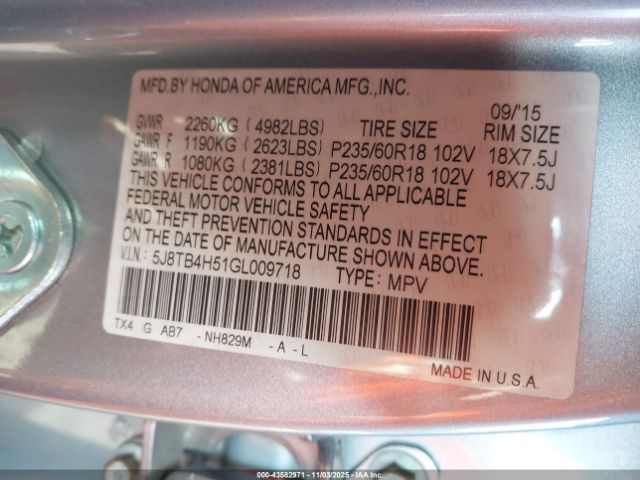 MFD.BY HONDA OF AMERICA MFG.,INC.
09/'15
GVWR 2260KG ( 4982LBS) TIRE SIZE RIM SIZE
GAWR F 1190KG ( 2623LBS) P235/60R18 102V 18X7.5J
GAWR R 1080KG ( 2381LBS) P235/60R18 102V 18X7.5J
THIS VEHICLE CONFORMS TO ALL APPLICABLE
FEDERAL MOTOR VEHICLE SAFETY
AND THEFT PREVENTION STANDARDS IN EFFECT
ON THE DATE OF MANUFACTURE SHOWN ABOVE.
V.I.N.: 5J8TB4H51GL009718 TYPE: MPV
TX4 G AB7 - NH829M - A - L
MADE IN U.S.A.
000-43582971 - 11/03/2025 - IAA